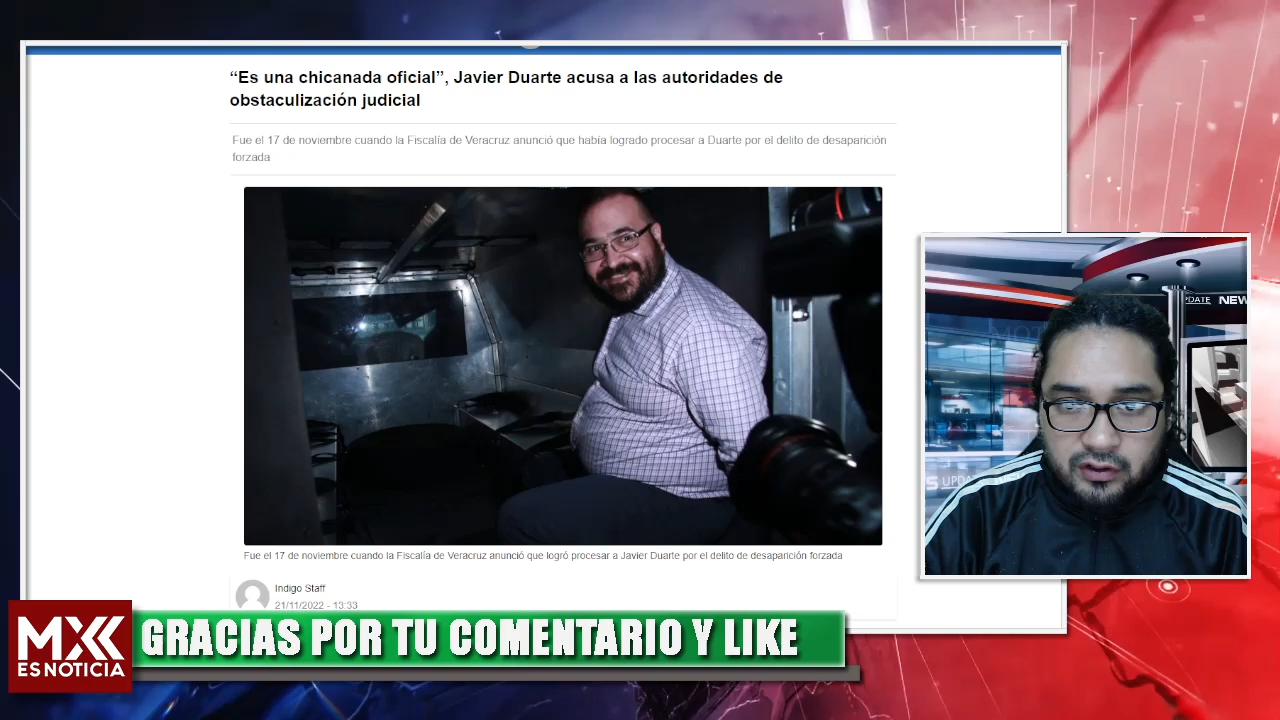 “Es una chicanada oficial”, Javier Duarte acusa a las autoridades de
obstaculización judicial
Fue el 17 de noviembre cuando la Fiscalía de Veracruz anunció que había logrado procesar a Duarte por el delito de desaparición
forzada
Fue el 17 de noviembre cuando la Fiscalía de Veracruz anunció que logró procesar a Javier Duarte por el delito de desaparición forzada
Indigo Staff
21/11/2022 - 13:33
MX
ES NOTICIA
GRACIAS POR TU COMENTARIO Y LIKE